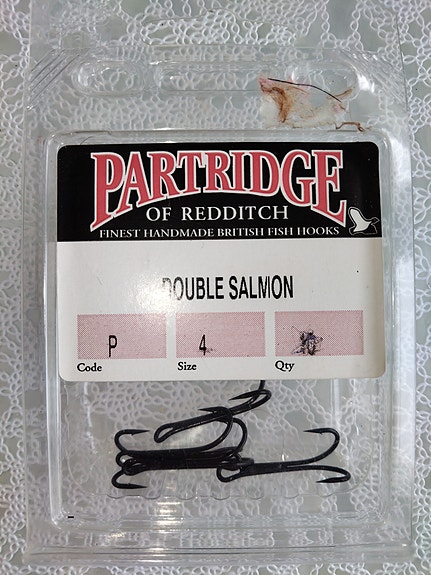 PARTRIDGE
OF REDDITCH
FINEST HANDMADE BRITISH FISH HOOKS
DOUBLE SALMON
P 4
Code Size Qty